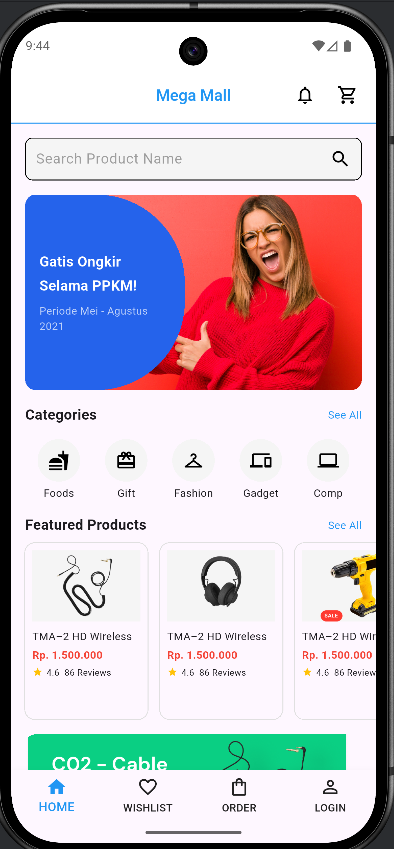 9:44
Mega Mall
Search Product Name
Gatis Ongkir
Selama PPKM!
Periode Mei - Agustus
2021
Categories
See All
Foods
Gift
Fashion
Gadget
Comp
Featured Products
See All
SALE
TMA–2 HD WIreless
TMA–2 HD WIreless
TMA–2 HD WIr
Rp. 1.500.000
Rp. 1.500.000
Rp. 1.500.000
4.6 86 Reviews
4.6 86 Reviews
4.6 86 Reviews
CO2 - Cable
HOME
WISHLIST
ORDER
LOGIN